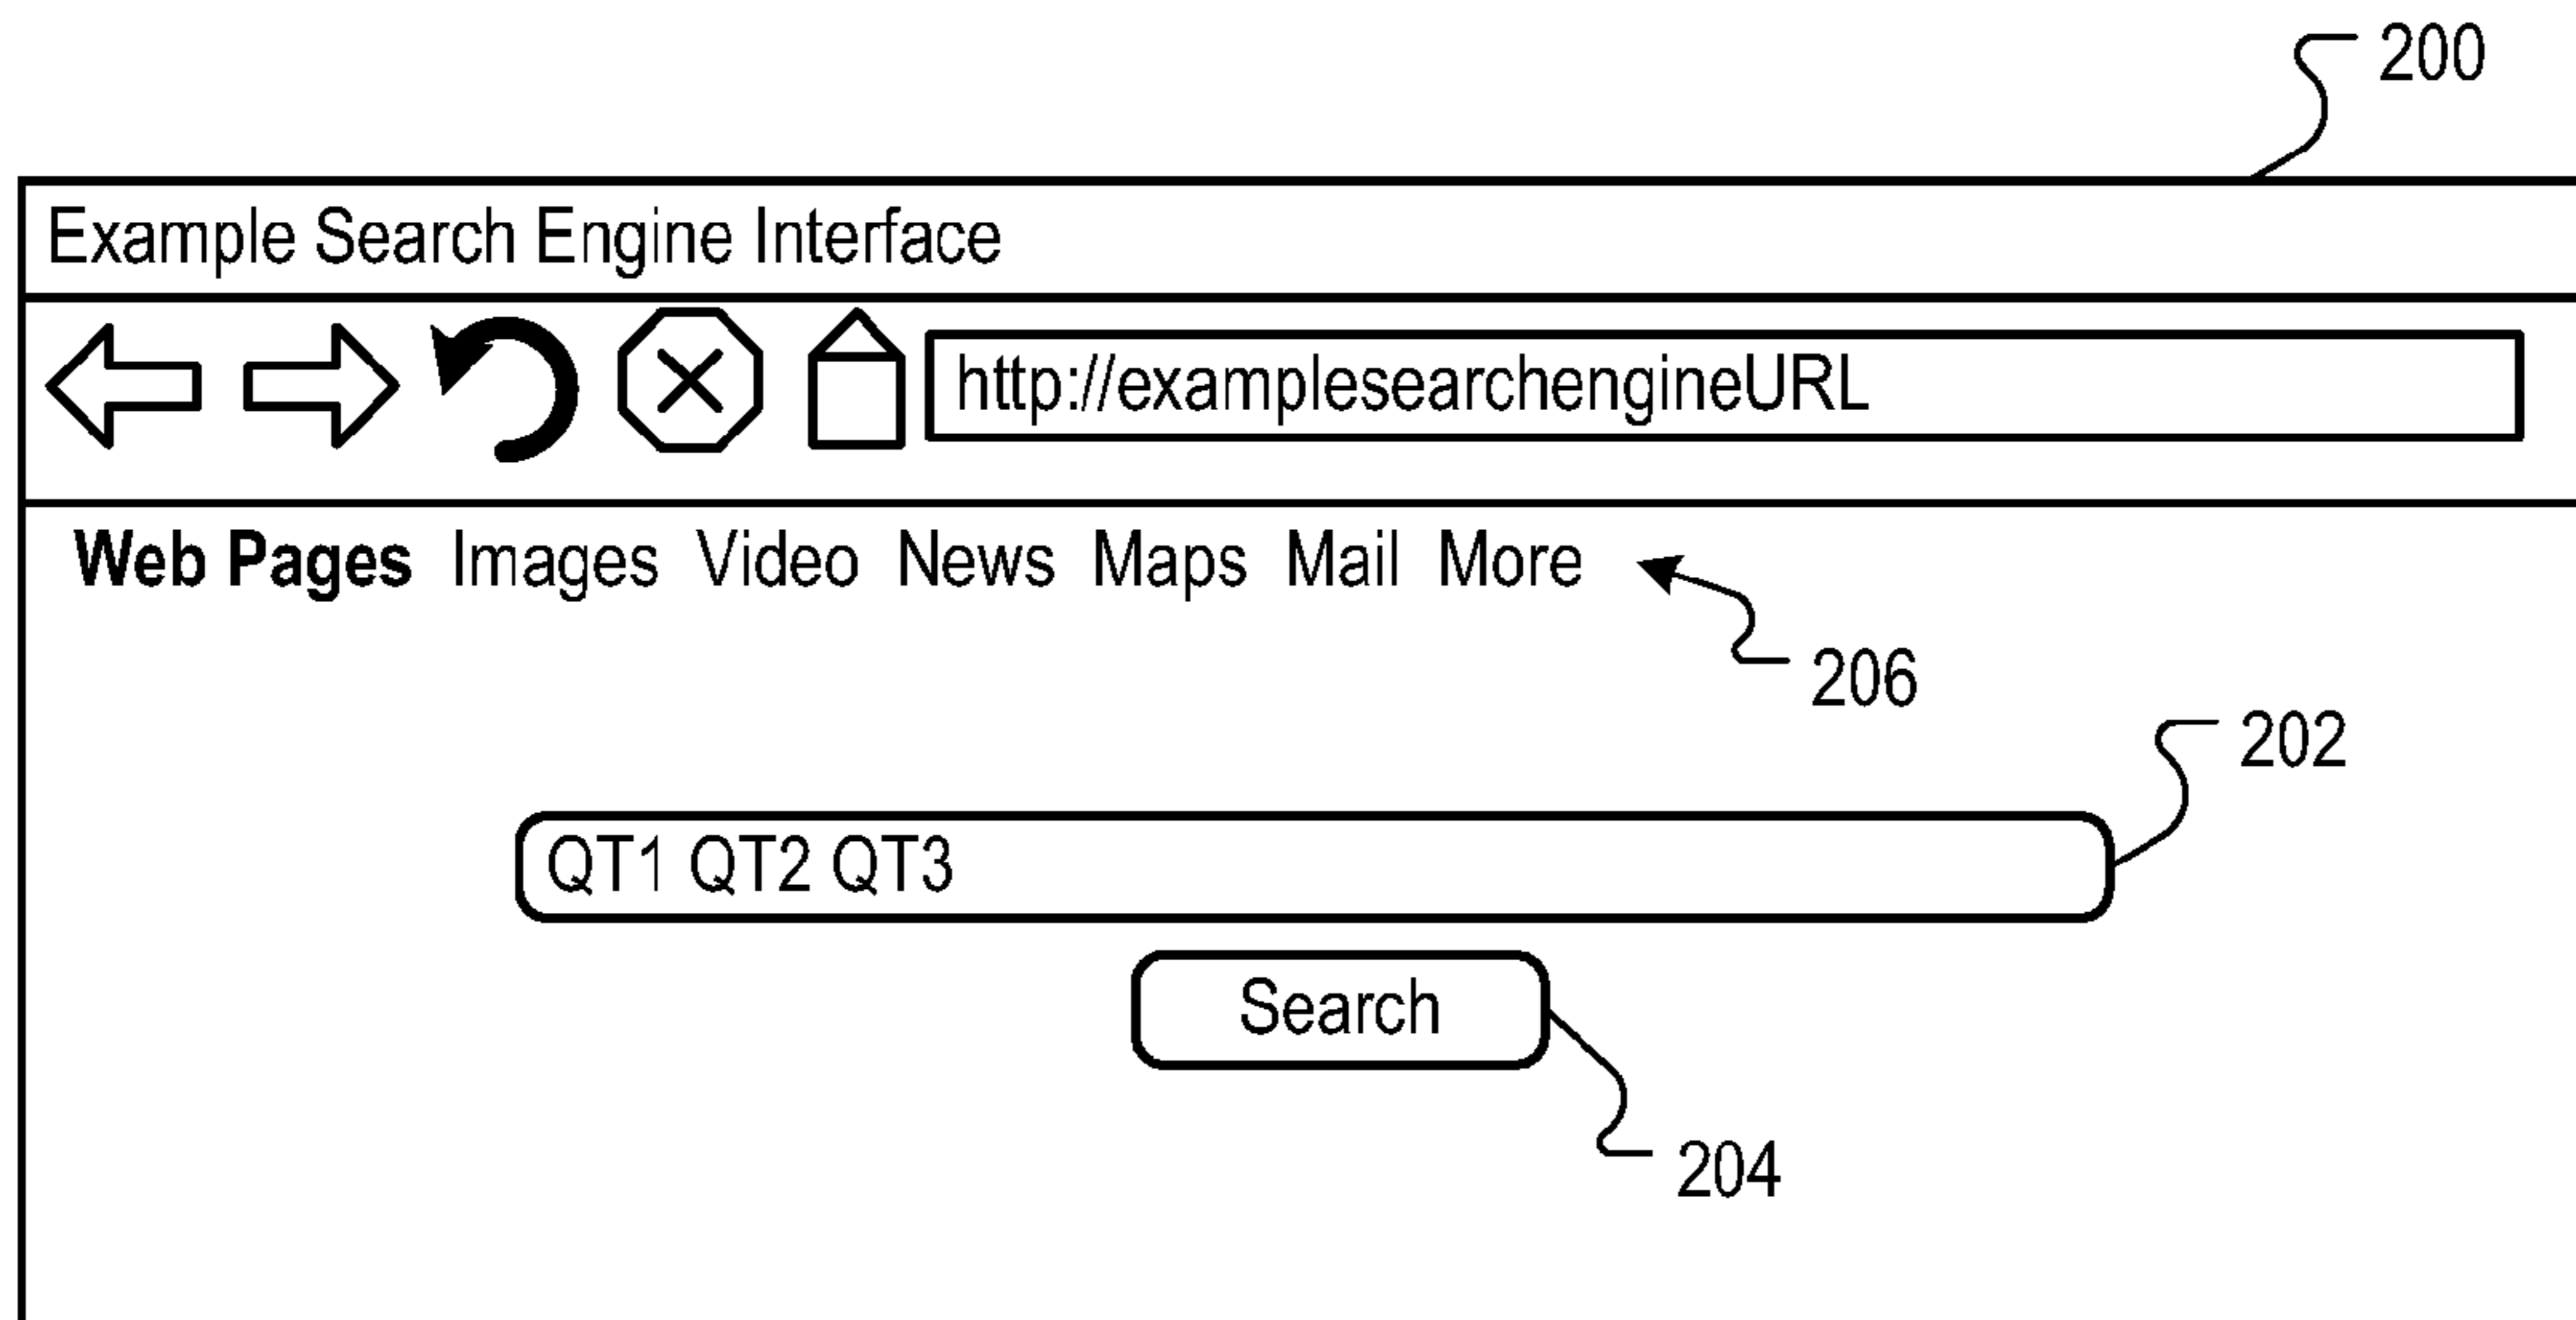 200
Example Search Engine Interface
http://examplesearchengineURL
Web Pages Images Video News Maps Mail More
206
202
QT1 QT2 QT3
Search
204